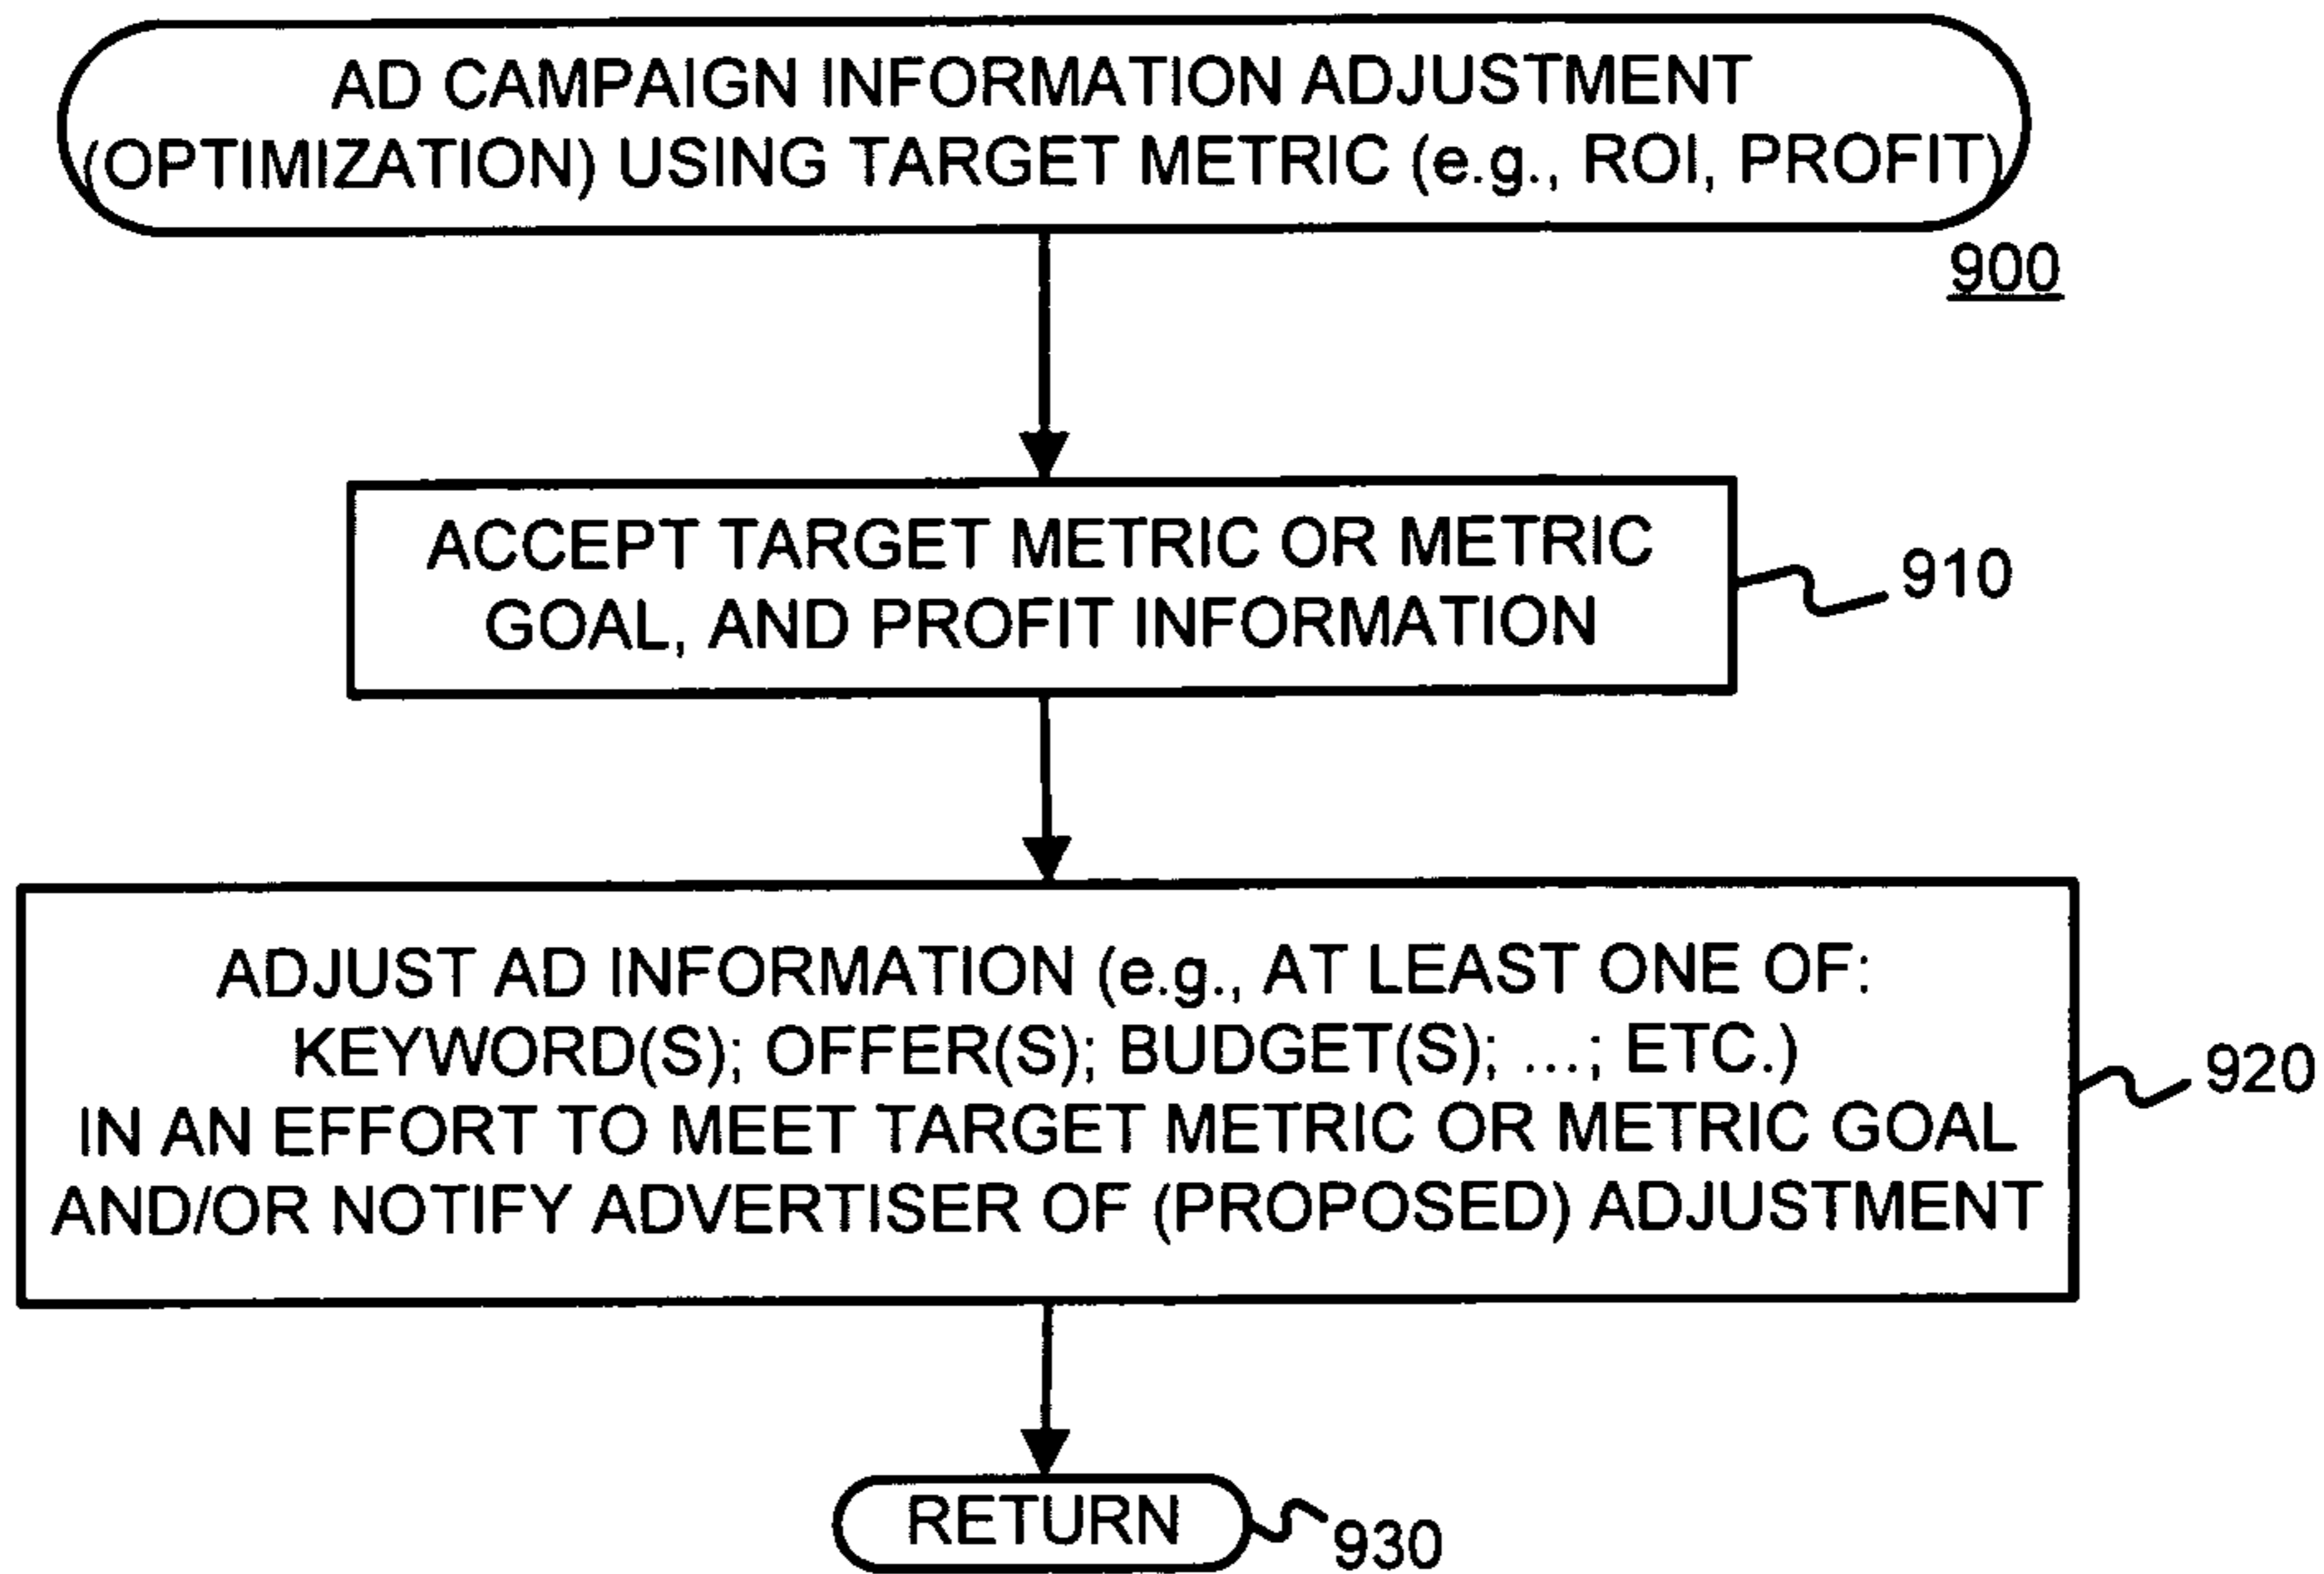 AD CAMPAIGN INFORMATION ADJUSTMENT
(OPTIMIZATION) USING TARGET METRIC (e.g., ROI, PROFIT)
900
ACCEPT TARGET METRIC OR METRIC
GOAL, AND PROFIT INFORMATION
910
ADJUST AD INFORMATION (e.g., AT LEAST ONE OF:
KEYWORD(S); OFFER(S); BUDGET(S); ...; ETC.)
IN AN EFFORT TO MEET TARGET METRIC OR METRIC GOAL
AND/OR NOTIFY ADVERTISER OF (PROPOSED) ADJUSTMENT
920
RETURN
930